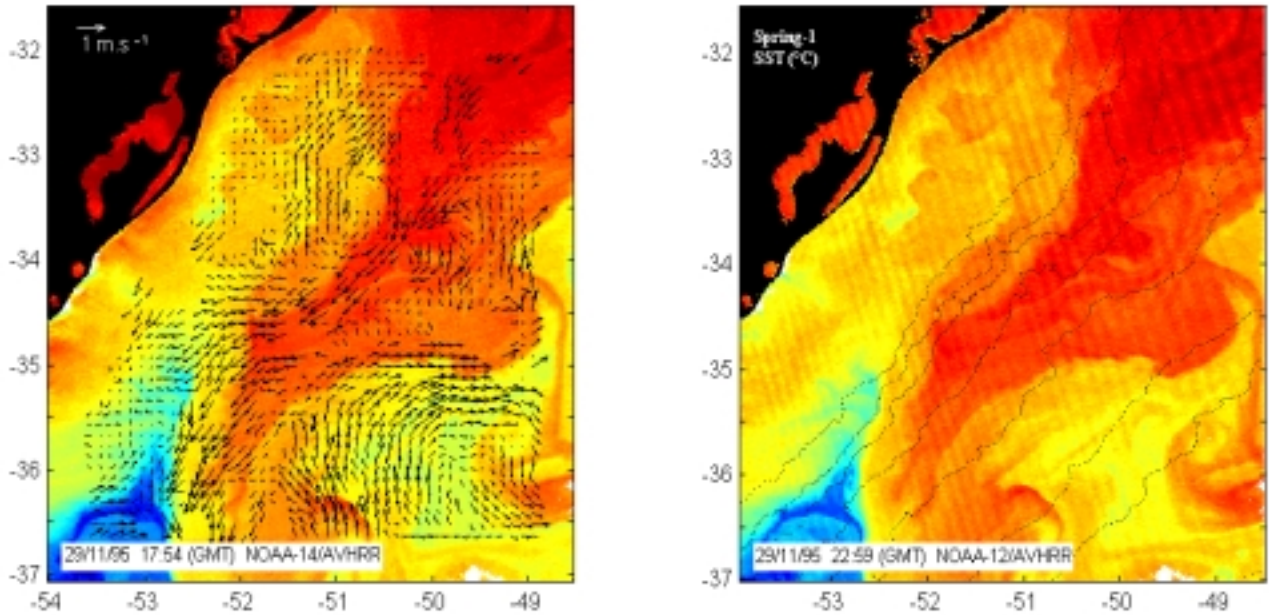 1 m.s⁻¹
-32
-33
-34
-35
-36
-37
29/11/95 17:54 (GMT) NOAA-14/AVHRR
-54 -53 -52 -51 -50 -49
Spring-1
SST (°C)
-32
-33
-34
-35
-36
-37
29/11/95 22:59 (GMT) NOAA-12/AVHRR
-53 -52 -51 -50 -49